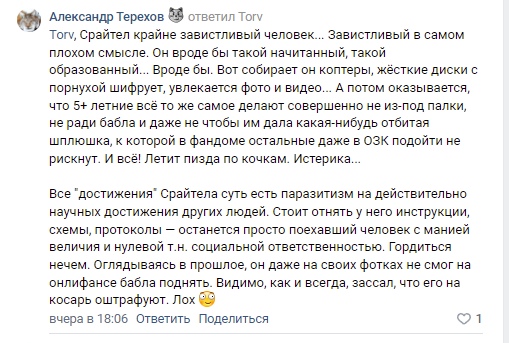 Александр Терехов ответил Torv
Torv, Срайтел крайне завистливый человек... Завистливый в самом
плохом смысле. Он вроде бы такой начитанный, такой
образованный... Вроде бы. Вот собирает он коптеры, жёсткие диски с
порнухой шифрует, увлекается фото и видео... А потом оказывается,
что 5+ летние всё то же самое делают совершенно не из-под палки,
не ради бабла и даже не чтобы им дала какая-нибудь отбитая
шплюшка, к которой в фандоме остальные даже в ОЗК подойти не
рискнут. И всё! Летит пизда по кочкам. Истерика...
Все "достижения" Срайтела суть есть паразитизм на действительно
научных достижения других людей. Стоит отнять у него инструкции,
схемы, протоколы — останется просто поехавший человек с манией
величия и нулевой т.н. социальной ответственностью. Гордиться
нечем. Оглядываясь в прошлое, он даже на своих фотках не смог на
онлифансе бабла поднять. Видимо, как и всегда, зассал, что его на
косарь оштрафуют. Лох
вчера в 18:06 Ответить Поделиться 1